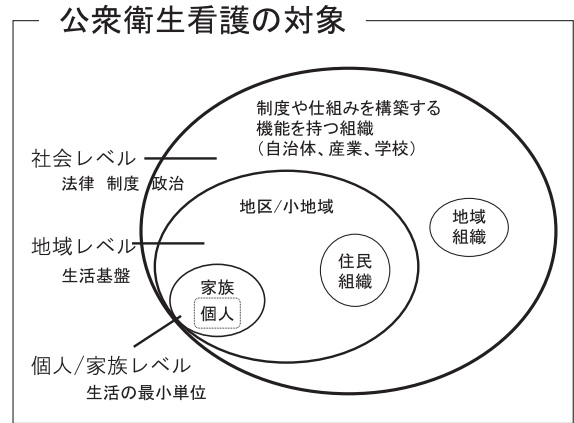 公衆衛生看護の対象
制度や仕組みを構築する
機能を持つ組織
(自治体、産業、学校)
社会レベル
法律 制度 政治
地区/小地域
地域
組織
地域レベル
生活基盤
住民
組織
家族
個人
個人/家族レベル
生活の最小単位